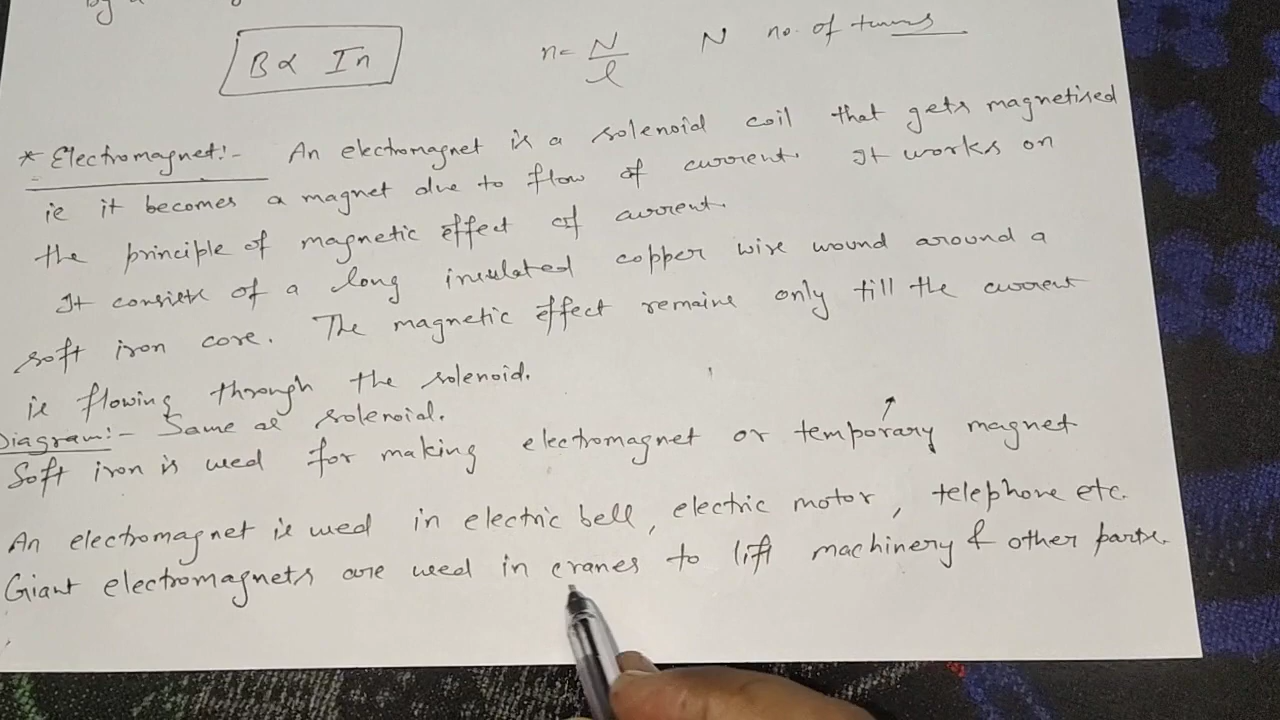 by a
B ∝ In
n = N/l N no. of turns
* Electromagnet:- An electromagnet is a solenoid coil that gets magnetised
ie it becomes a magnet due to flow of current. It works on
the principle of magnetic effect of current.
It consists of a long insulated copper wire wound around a
soft iron core. The magnetic effect remains only till the current
is flowing through the solenoid.
Diagram:- Same as solenoid.
Soft iron is used for making electromagnet or temporary magnet
An electromagnet is used in electric bell, electric motor, telephone etc.
Giant electromagnets are used in cranes to lift machinery & other parts.